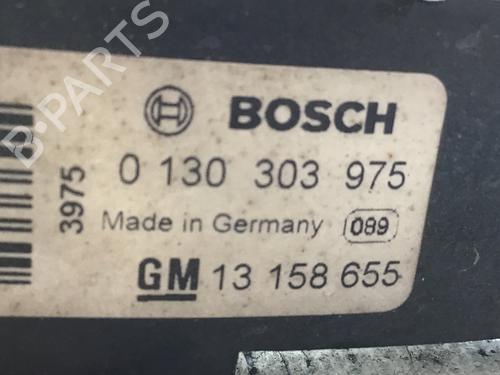 BOSCH
0 130 303 975
3975
Made in Germany 089
GM 13 158 655
B-PARTS